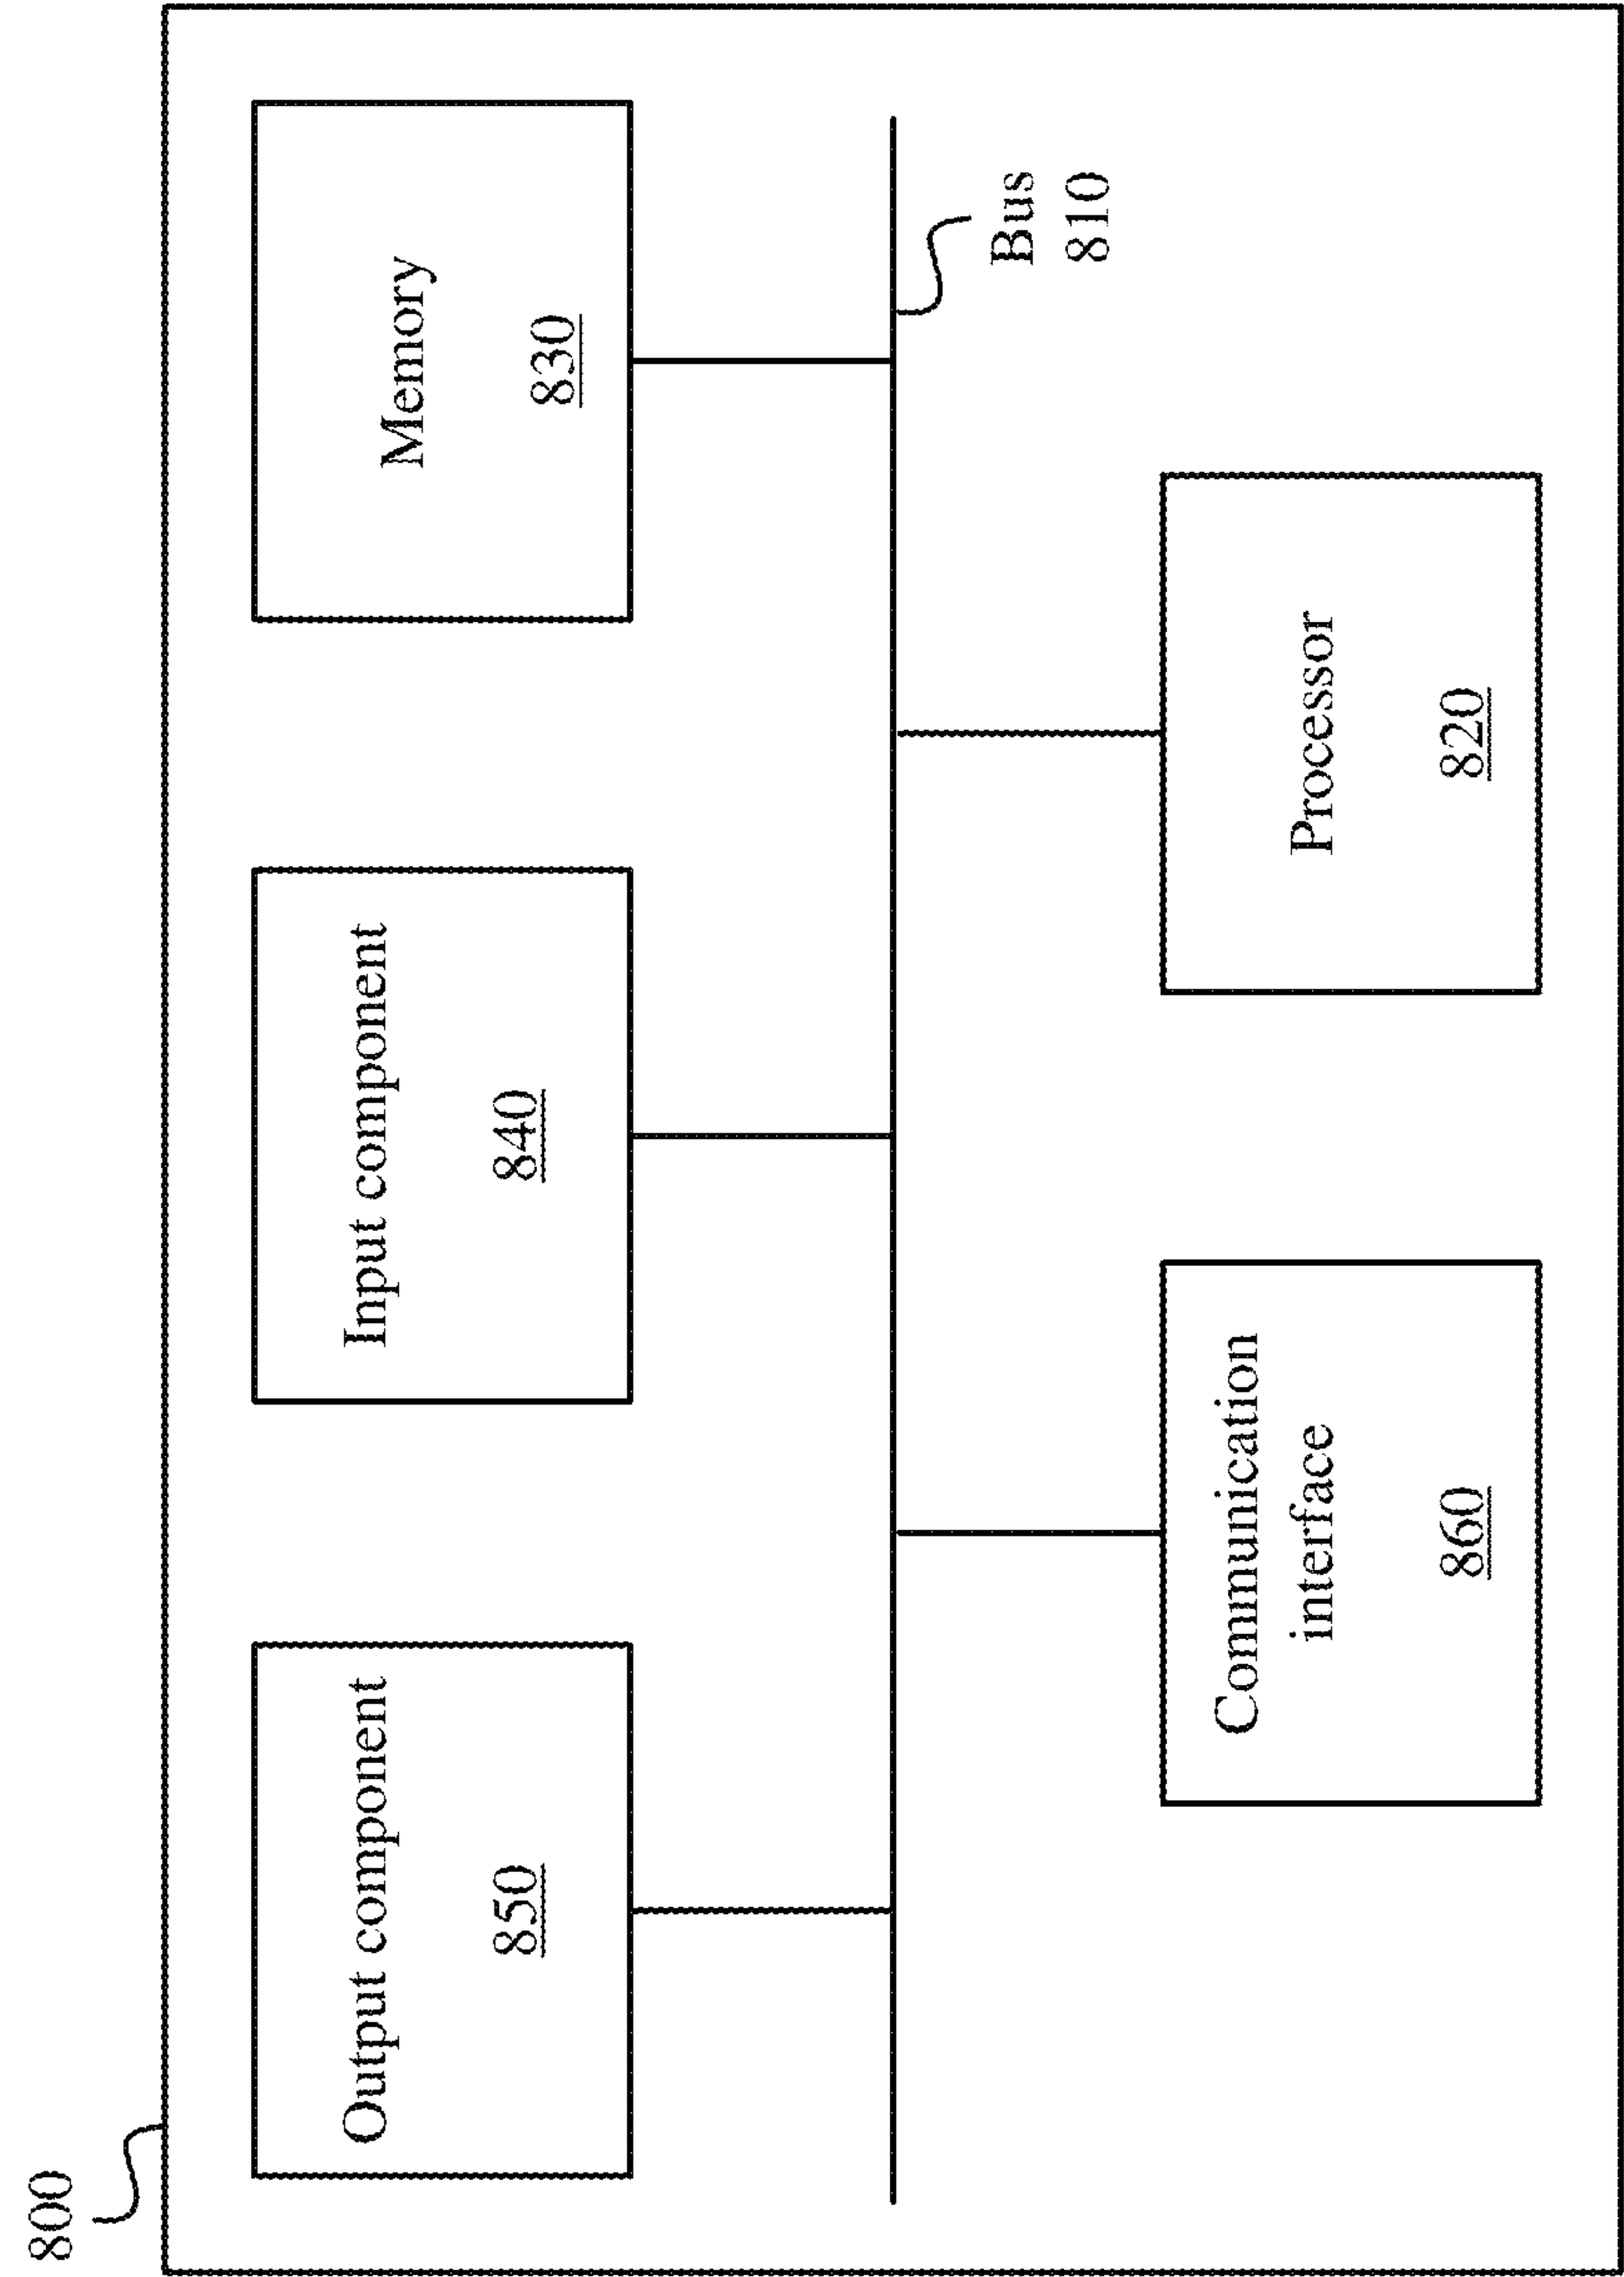 800
Output component
850
Input component
840
Memory
830
Bus
810
Communication
interface
860
Processor
820